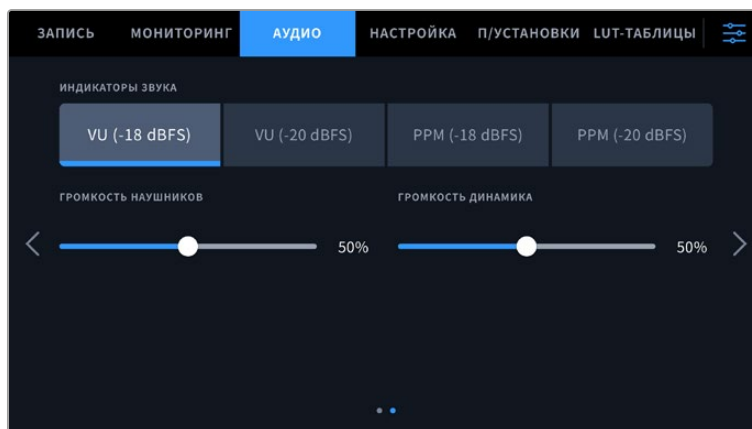 ЗАПИСЬ МОНИТОРИНГ АУДИО НАСТРОЙКА П/УСТАНОВКИ LUT-ТАБЛИЦЫ
ИНДИКАТОРЫ ЗВУКА
VU (-18 dBFS) VU (-20 dBFS) PPM (-18 dBFS) PPM (-20 dBFS)
ГРОМКОСТЬ НАУШНИКОВ ГРОМКОСТЬ ДИНАМИКА
50% 50%